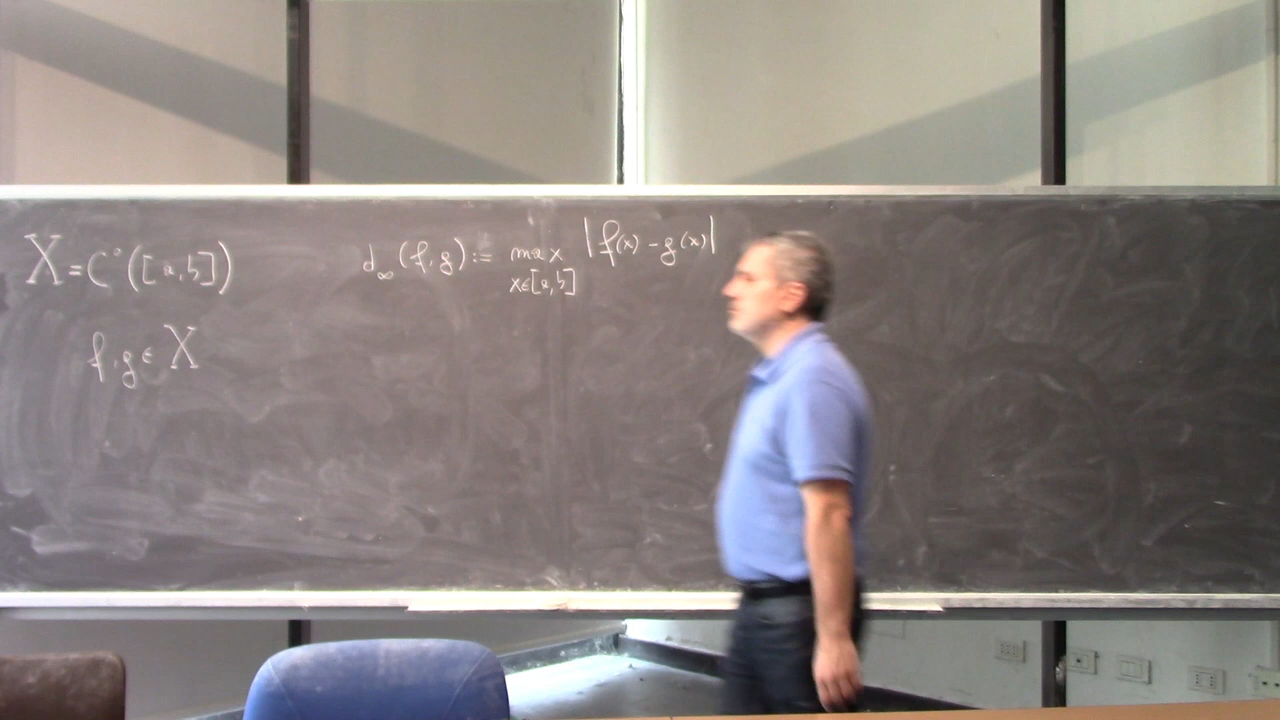 X = C°([a,b])
d∞(f,g) := max |f(x) - g(x)|
x∈[a,b]
f,g ∈ X